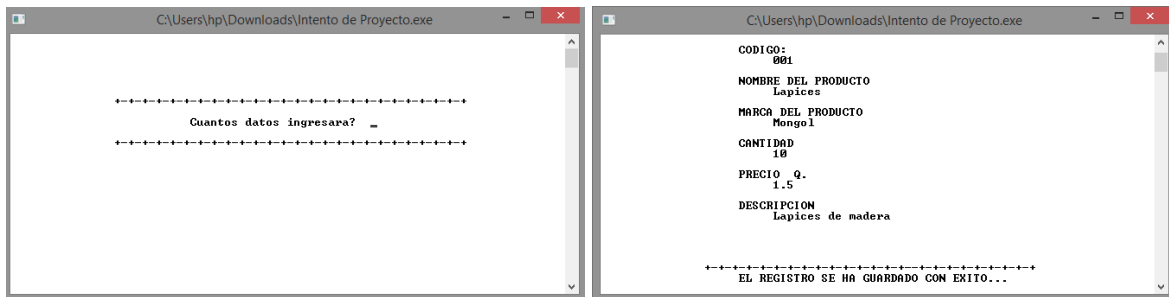 C:\Users\hp\Downloads\Intento de Proyecto.exe
+-+-+-+-+-+-+-+-+-+-+-+-+-+-+-+-+-+-+-+-+-+-+-+-+-+
Cuantos datos ingresara? _
+-+-+-+-+-+-+-+-+-+-+-+-+-+-+-+-+-+-+-+-+-+-+-+-+-+
C:\Users\hp\Downloads\Intento de Proyecto.exe
CODIGO:
001
NOMBRE DEL PRODUCTO
Lapices
MARCA DEL PRODUCTO
Mongol
CANTIDAD
10
PRECIO Q.
1.5
DESCRIPCION
Lapices de madera
+-+-+-+-+-+-+-+-+-+-+-+-+-+--+-+-+-+-+-+-+-+-+-+
EL REGISTRO SE HA GUARDADO CON EXITO...